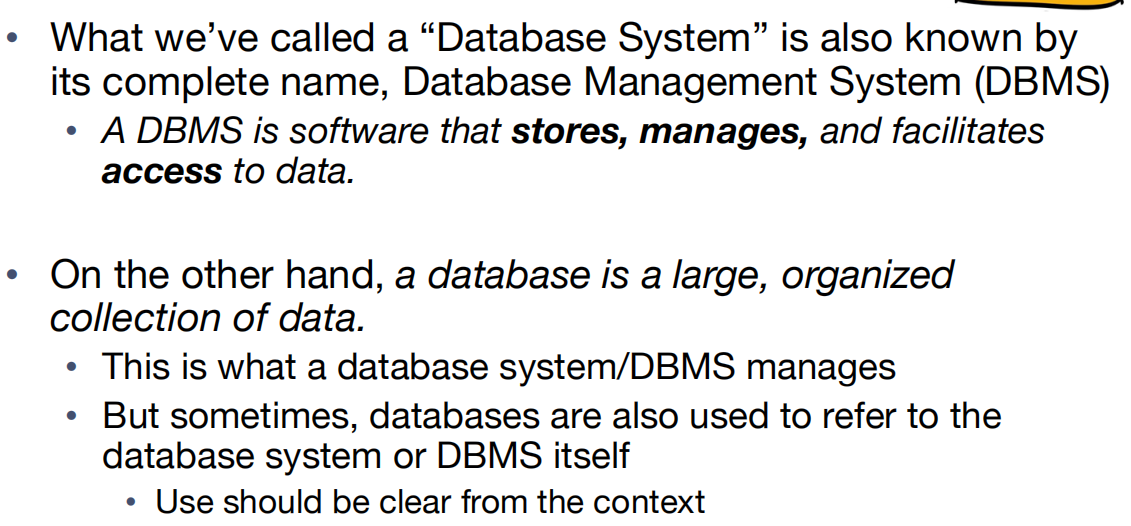 • What we’ve called a “Database System” is also known by
its complete name, Database Management System (DBMS)
• A DBMS is software that stores, manages, and facilitates
access to data.
• On the other hand, a database is a large, organized
collection of data.
• This is what a database system/DBMS manages
• But sometimes, databases are also used to refer to the
database system or DBMS itself
• Use should be clear from the context